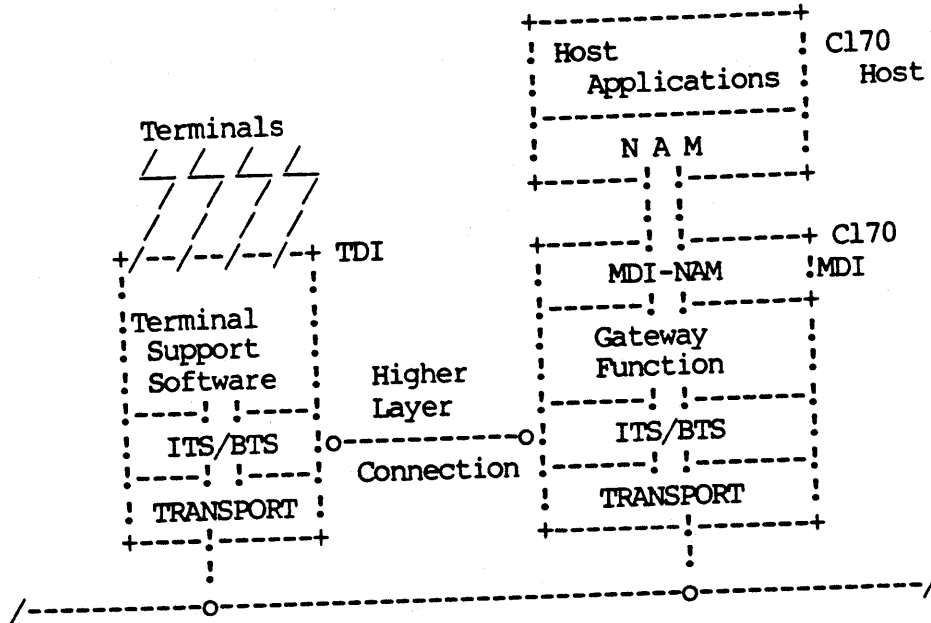 Host
Applications
N A M
C170
Host
Terminals
TDI
Terminal
Support
Software
ITS/BTS
TRANSPORT
Higher
Layer
Connection
C170
MDI
MDI-NAM
Gateway
Function
ITS/BTS
TRANSPORT